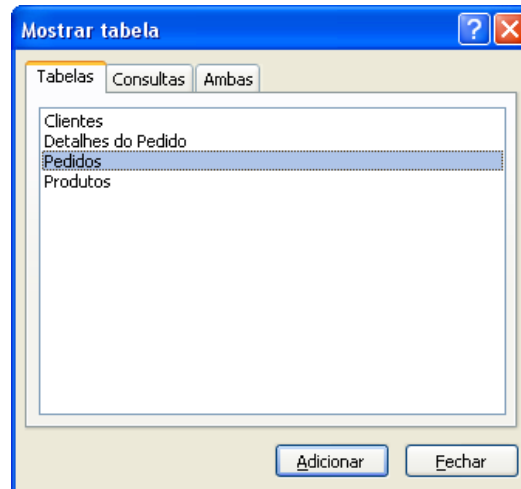 Mostrar tabela
Tabelas Consultas Ambas
Clientes
Detalhes do Pedido
Pedidos
Produtos
Adicionar Fechar